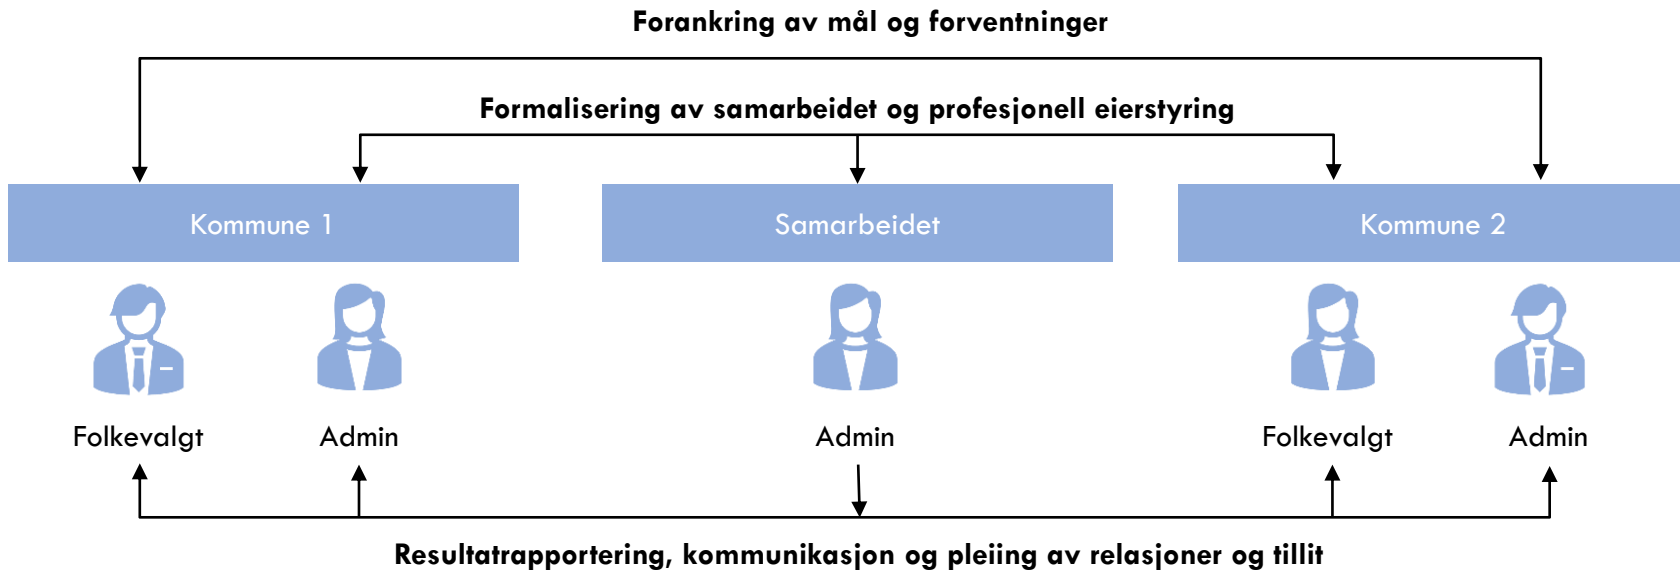 Forankring av mål og forventninger
Formalisering av samarbeidet og profesjonell eierstyring
Kommune 1
Samarbeidet
Kommune 2
Folkevalgt
Admin
Admin
Folkevalgt
Admin
Resultatrapportering, kommunikasjon og pleiing av relasjoner og tillit